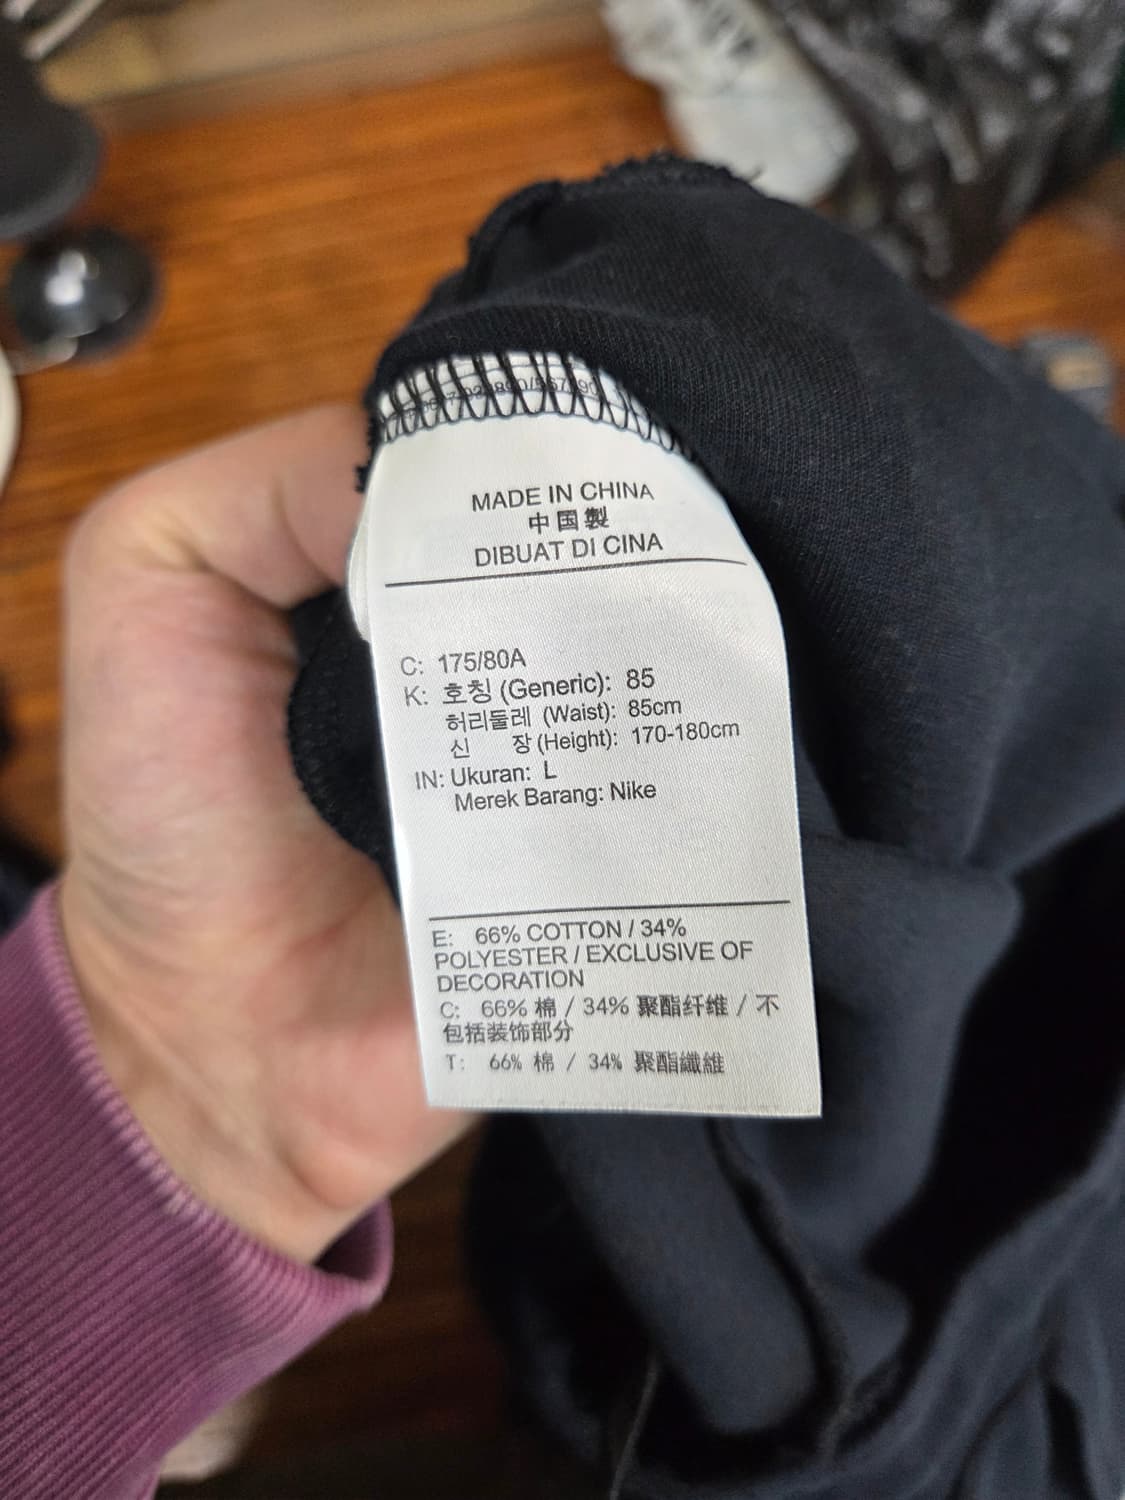 MADE IN CHINA
中国製
DIBUAT DI CINA
C: 175/80A
K: 호칭 (Generic): 85
허리둘레 (Waist): 85cm
신 장 (Height): 170-180cm
IN: Ukuran: L
Merek Barang: Nike
E: 66% COTTON / 34%
POLYESTER / EXCLUSIVE OF
DECORATION
C: 66% 棉 / 34% 聚酯纤维 / 不
包括装饰部分
T: 66% 棉 / 34% 聚酯纖維